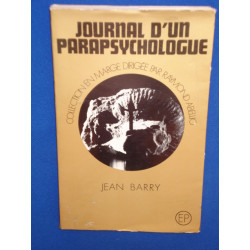 JOURNAL D'UN
PARAPSYCHOLOGUE
COLLECTION EN MARGE DIRIGÉE PAR RAYMOND ABELLIO
JEAN BARRY
EP